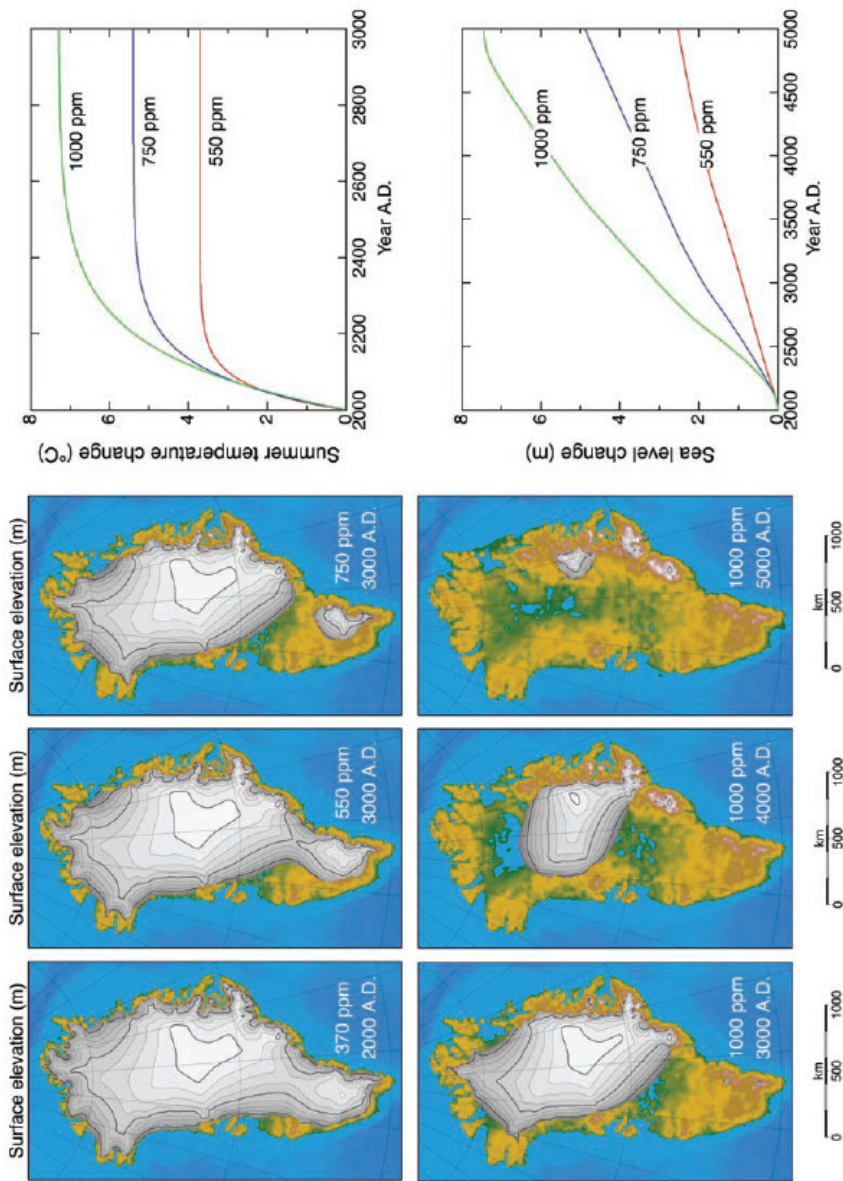 Surface elevation (m)
370 ppm
2000 A.D.
Surface elevation (m)
550 ppm
3000 A.D.
Surface elevation (m)
750 ppm
3000 A.D.
Summer temperature change (°C)
8
6
4
2
0
1000 ppm
750 ppm
550 ppm
2000 2200 2400 2600 2800 3000
Year A.D.
1000 ppm
3000 A.D.
km
0 500 1000
1000 ppm
4000 A.D.
km
0 500 1000
1000 ppm
5000 A.D.
km
0 500 1000
Sea level change (m)
8
6
4
2
0
1000 ppm
750 ppm
550 ppm
2000 2500 3000 3500 4000 4500 5000
Year A.D.